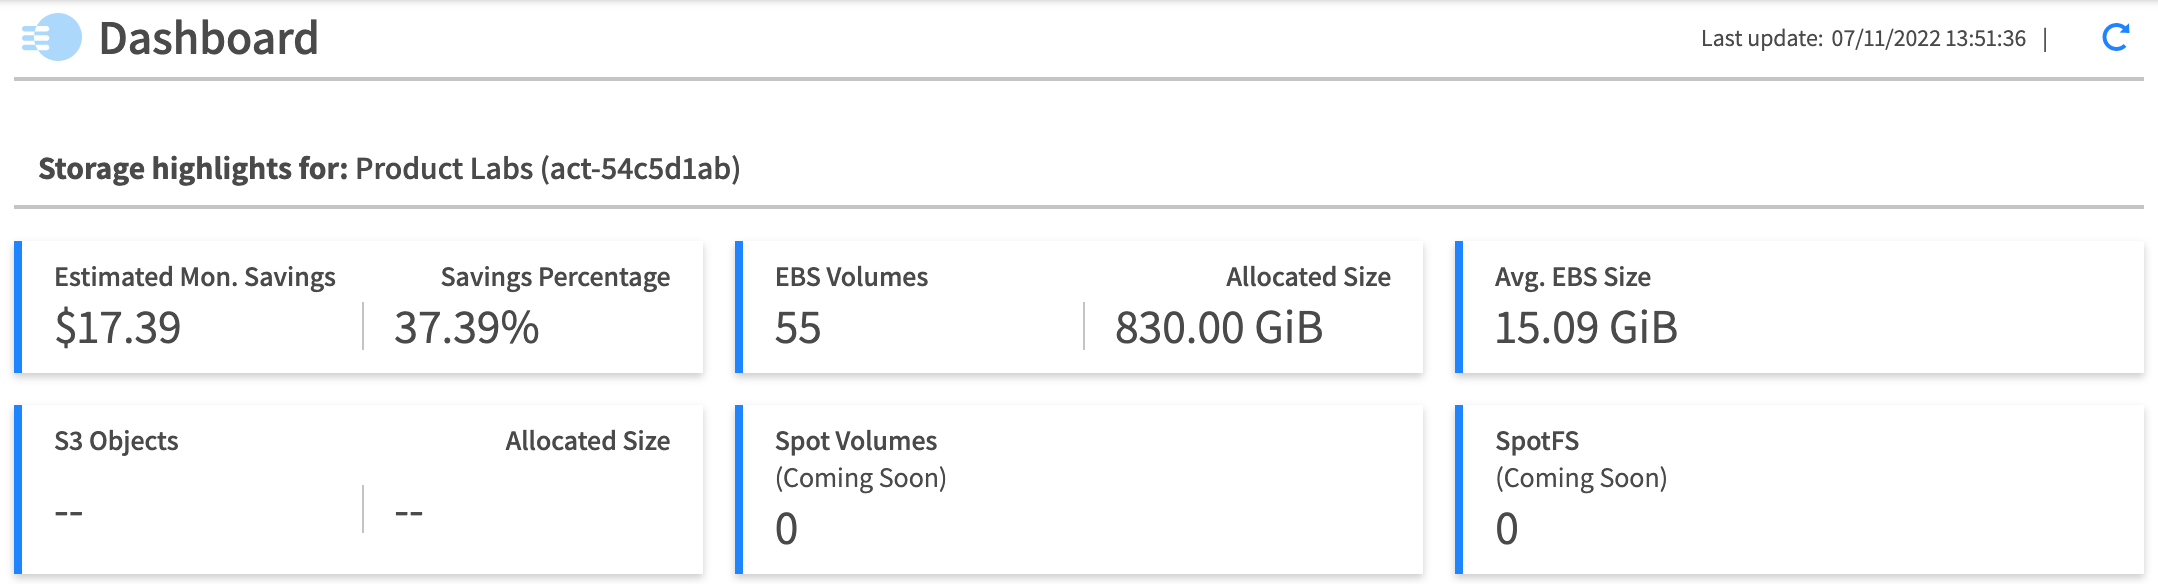 Dashboard
Last update: 07/11/2022 13:51:36 |
Storage highlights for: Product Labs (act-54c5d1ab)
Estimated Mon. Savings
$17.39
Savings Percentage
37.39%
EBS Volumes
55
Allocated Size
830.00 GiB
Avg. EBS Size
15.09 GiB
S3 Objects
--
Allocated Size
--
Spot Volumes
(Coming Soon)
0
SpotFS
(Coming Soon)
0